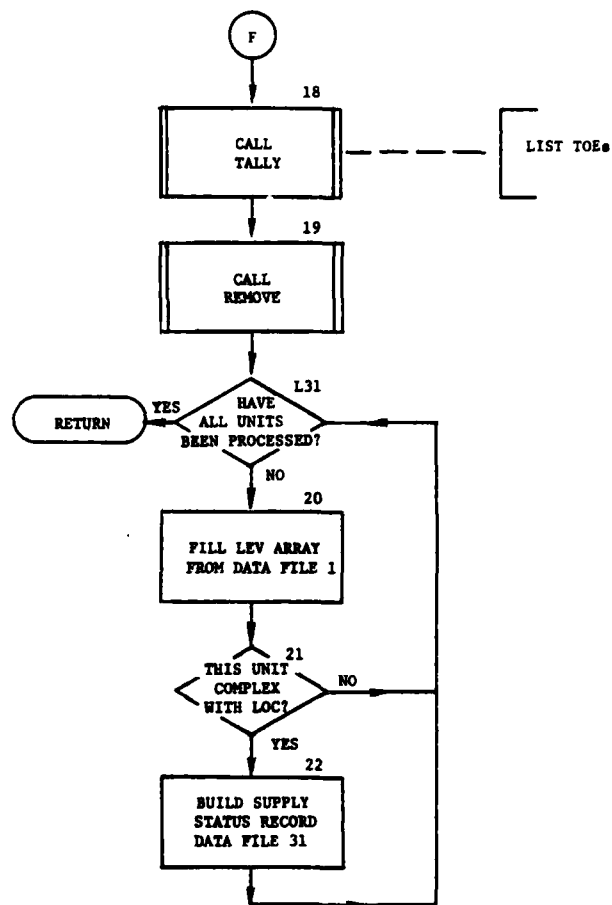 F
18
CALL
TALLY
LIST TOEs
19
CALL
REMOVE
L31
HAVE
ALL UNITS
BEEN PROCESSED?
YES
RETURN
NO
20
FILL LEV ARRAY
FROM DATA FILE 1
21
THIS UNIT
COMPLEX
WITH LOC?
NO
YES
22
BUILD SUPPLY
STATUS RECORD
DATA FILE 31